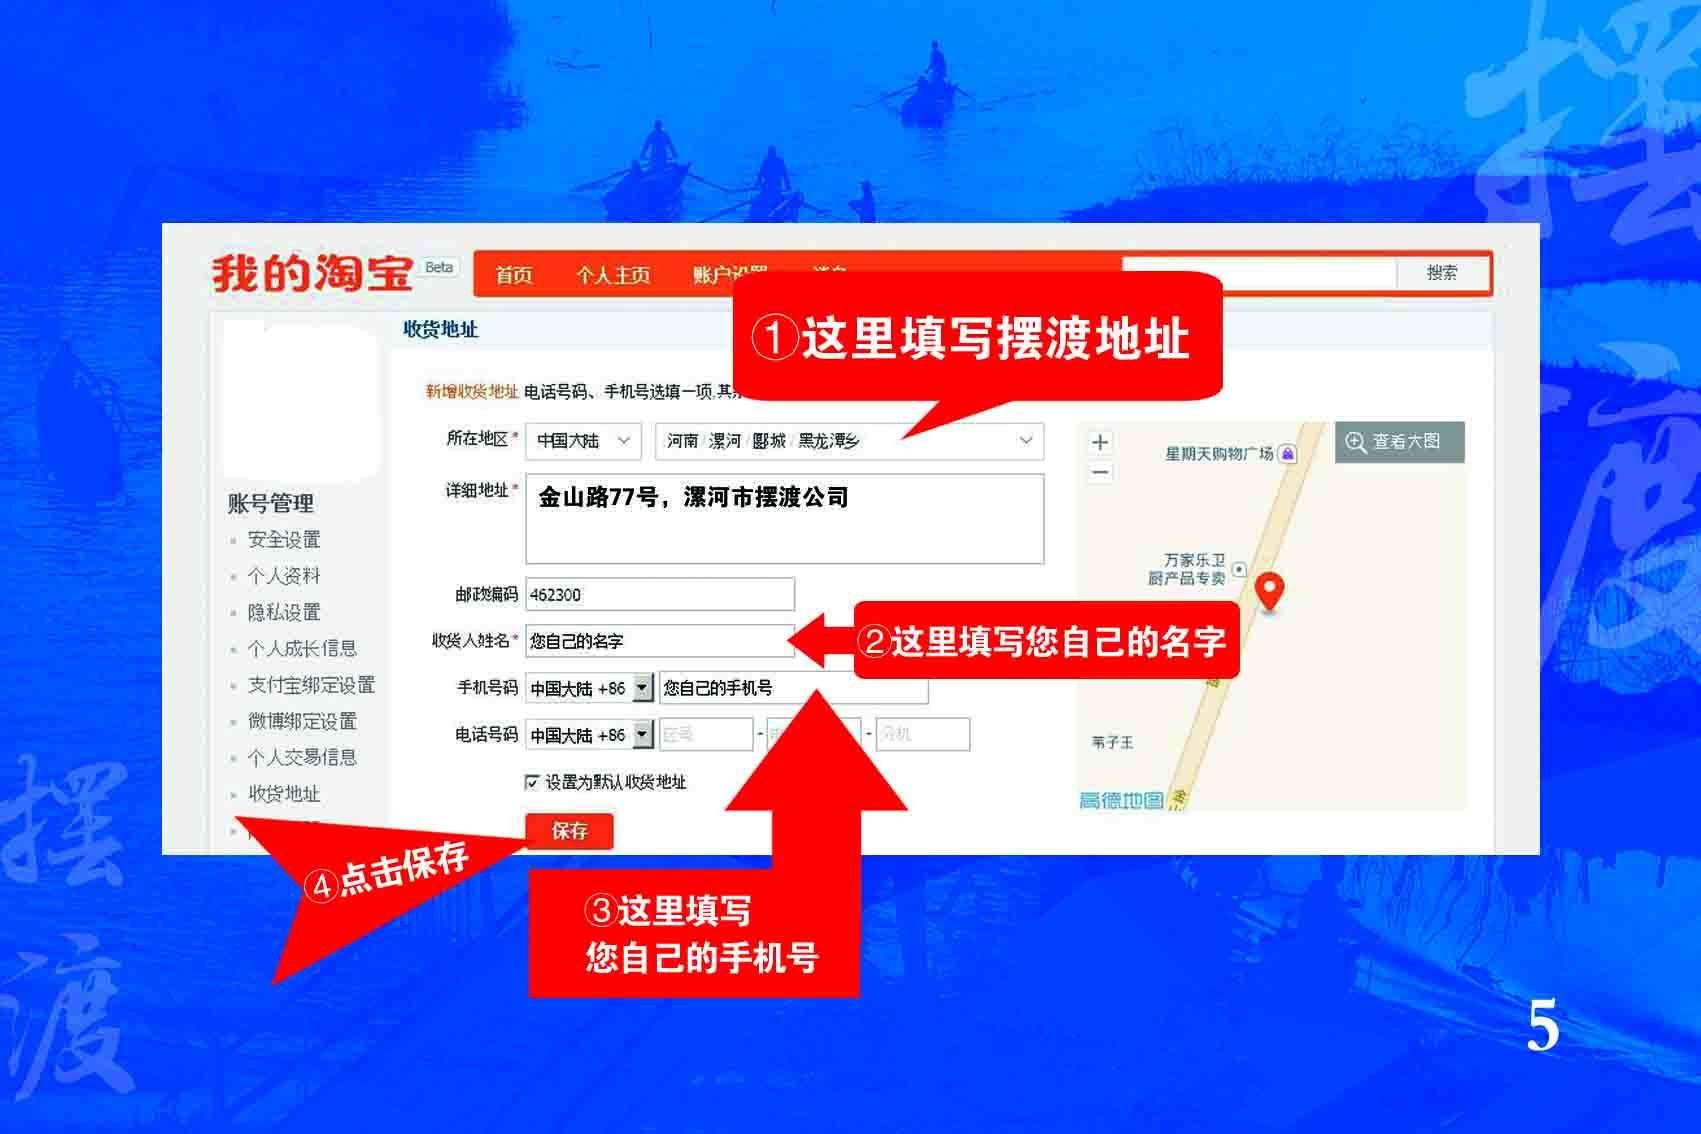 摆渡
我的淘宝 Beta 首页 个人主页 账户设置 消息 搜索
①这里填写摆渡地址
收货地址
新增收货地址 电话号码、手机号选填一项,其
所在地区* 中国大陆 河南/漯河/郾城/黑龙潭乡
详细地址* 金山路77号，漯河市摆渡公司
邮政编码 462300
收货人姓名* 您自己的名字
②这里填写您自己的名字
手机号码 中国大陆 +86 您自己的手机号
电话号码 中国大陆 +86 区号 - - 分机
设置为默认收货地址
保存
账号管理
安全设置
个人资料
隐私设置
个人成长信息
支付宝绑定设置
微博绑定设置
个人交易信息
收货地址
查看大图
星期天购物广场
万家乐卫
厨产品专卖
苇子王
高德地图
③这里填写
您自己的手机号
④点击保存
摆渡
5